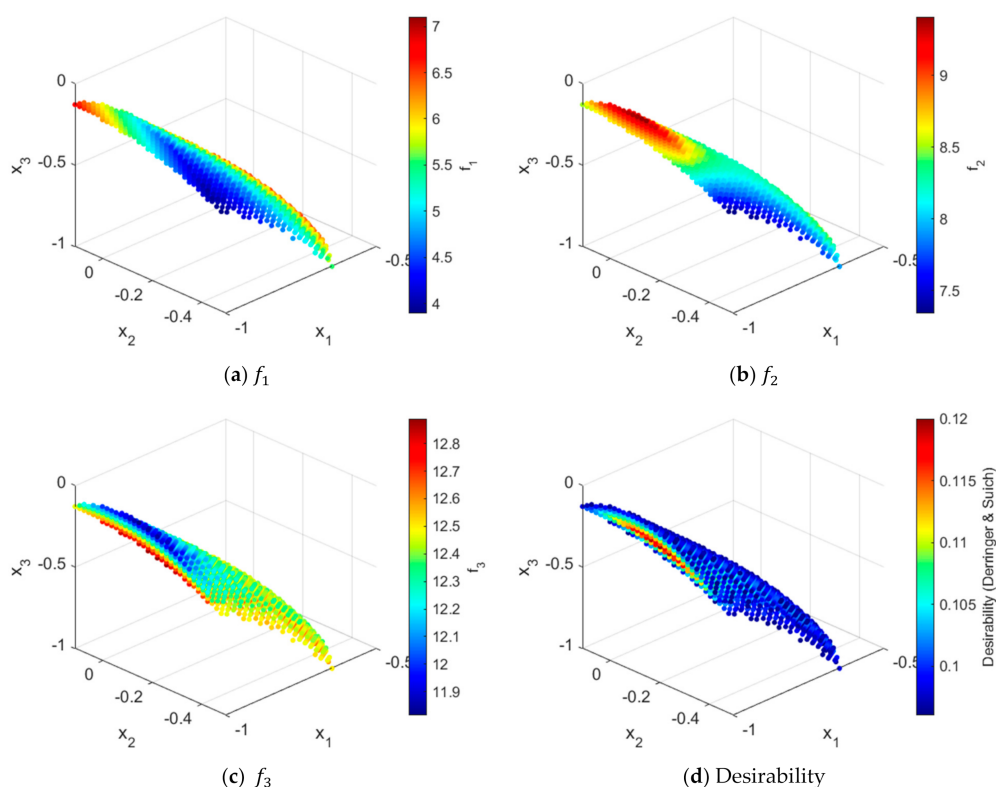 0
-0.5
-1
x3
0
-0.2
-0.4
x2
-1
-0.5
x1
7
6.5
6
5.5
5
4.5
4
f1
(a) f1
0
-0.5
-1
x3
0
-0.2
-0.4
x2
-1
x1
9
8.5
8
7.5
f2
(b) f2
0
-0.5
-1
x3
0
-0.2
-0.4
x2
-1
-0.5
x1
12.8
12.7
12.6
12.5
12.4
12.3
12.2
12.1
12
11.9
f3
(c) f3
0
-0.5
-1
x3
0
-0.2
-0.4
x2
-1
x1
0.12
0.115
0.11
0.105
0.1
Desirability (Derringer & Suich)
(d) Desirability